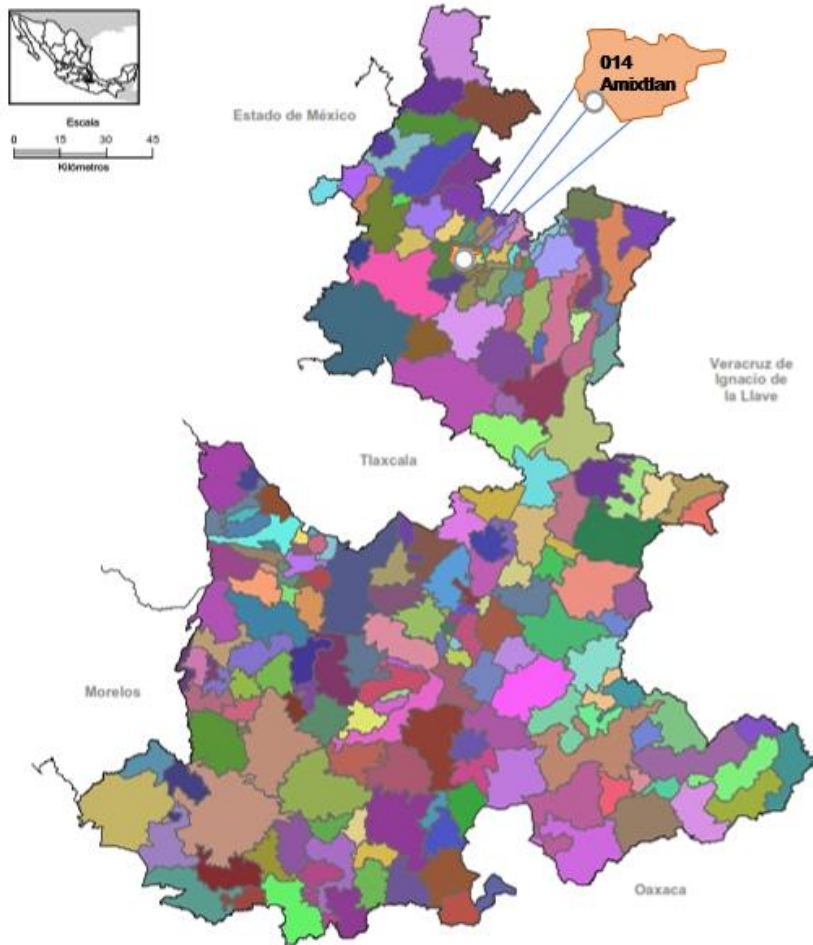 014
Amixtlan
Estado de México
Escala
0 15 30 45
Kilómetros
Veracruz de
Ignacio de
la Llave
Tlaxcala
Morelos
Oaxaca